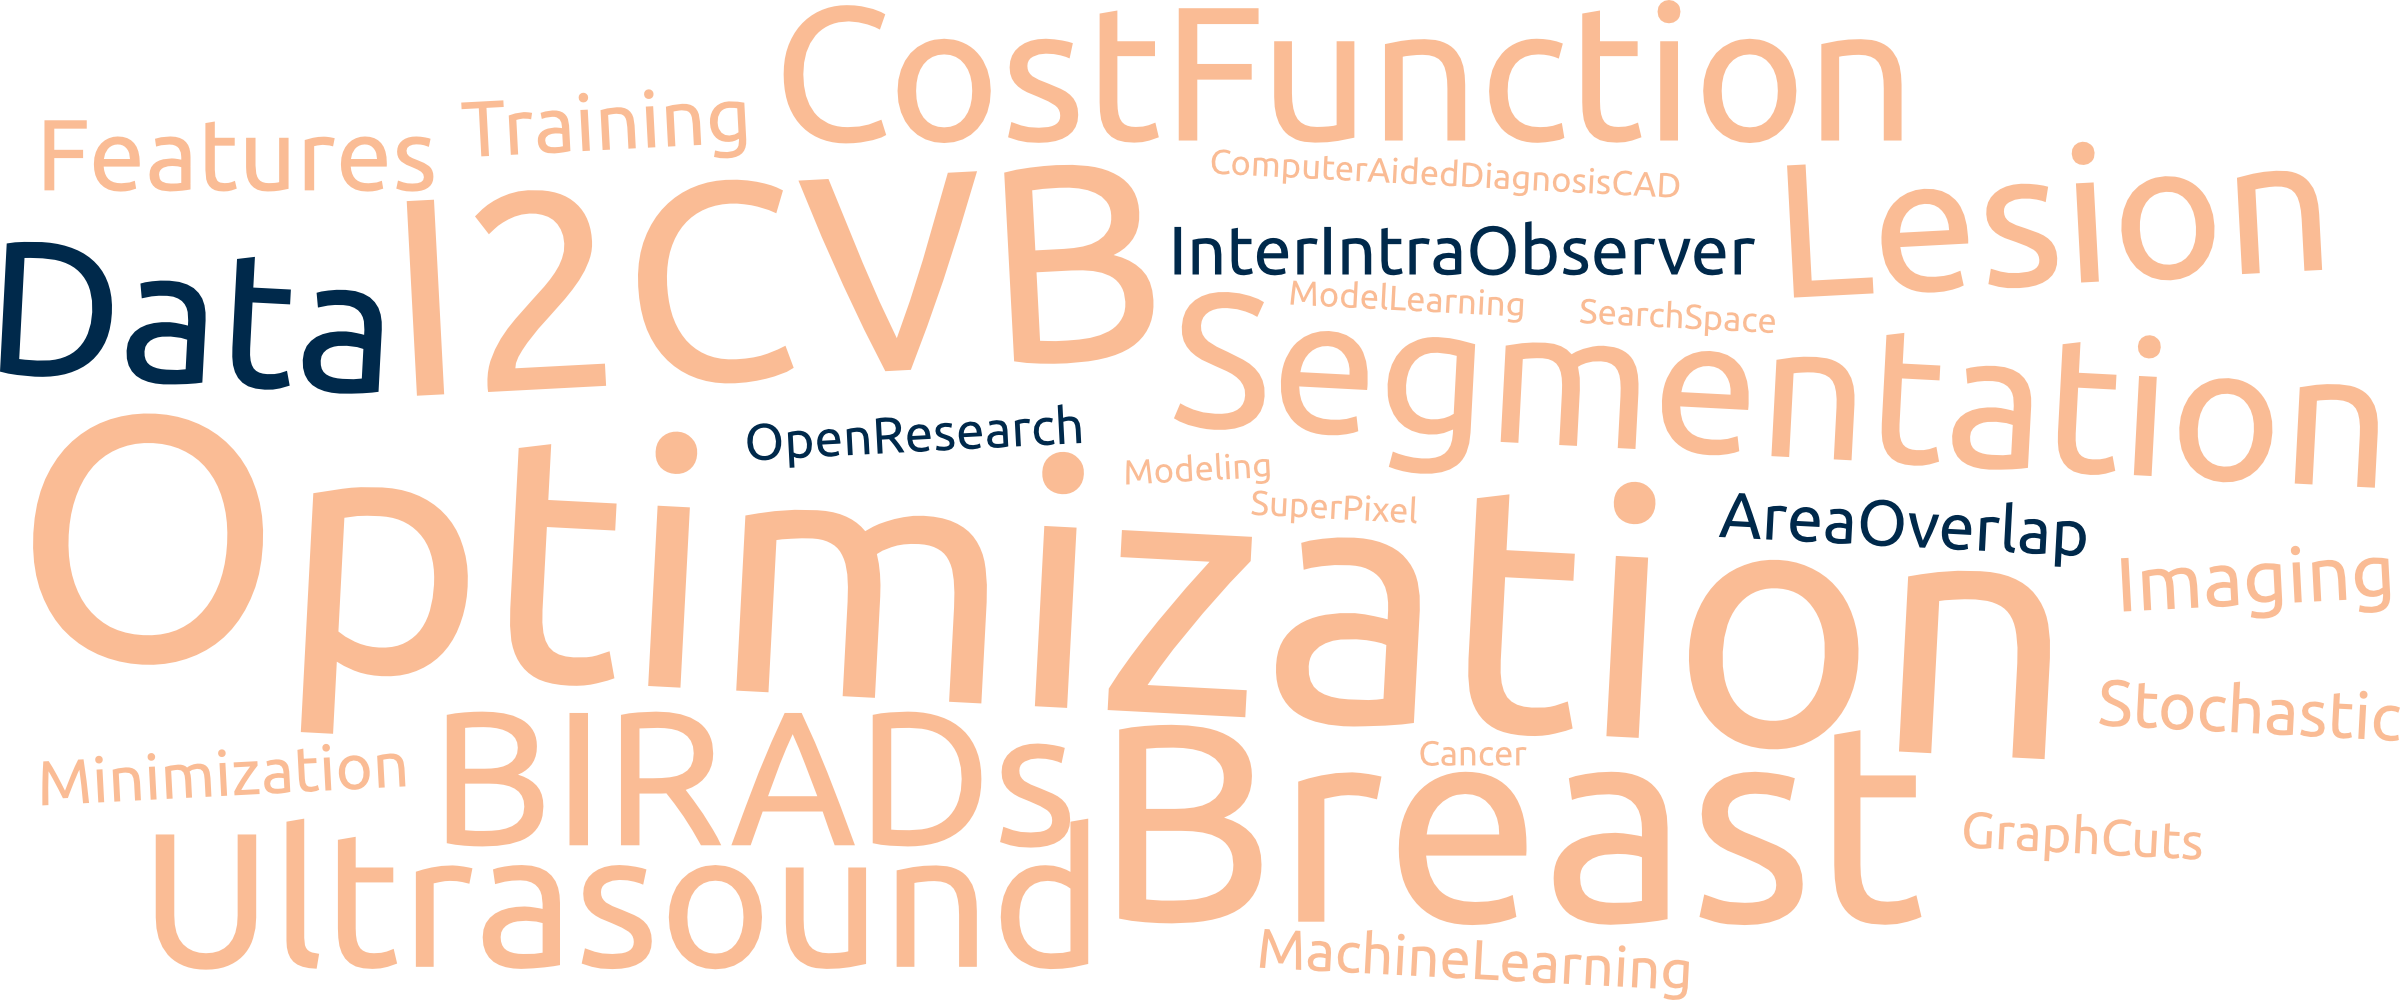 CostFunction
Training
Features
ComputerAidedDiagnosisCAD
Lesion
I2CVB
InterIntraObserver
Data
ModelLearning
SearchSpace
Segmentation
OpenResearch
Modeling
SuperPixel
Optimization
AreaOverlap
Imaging
Stochastic
Minimization
BIRADs
Cancer
Breast
GraphCuts
Ultrasound
MachineLearning